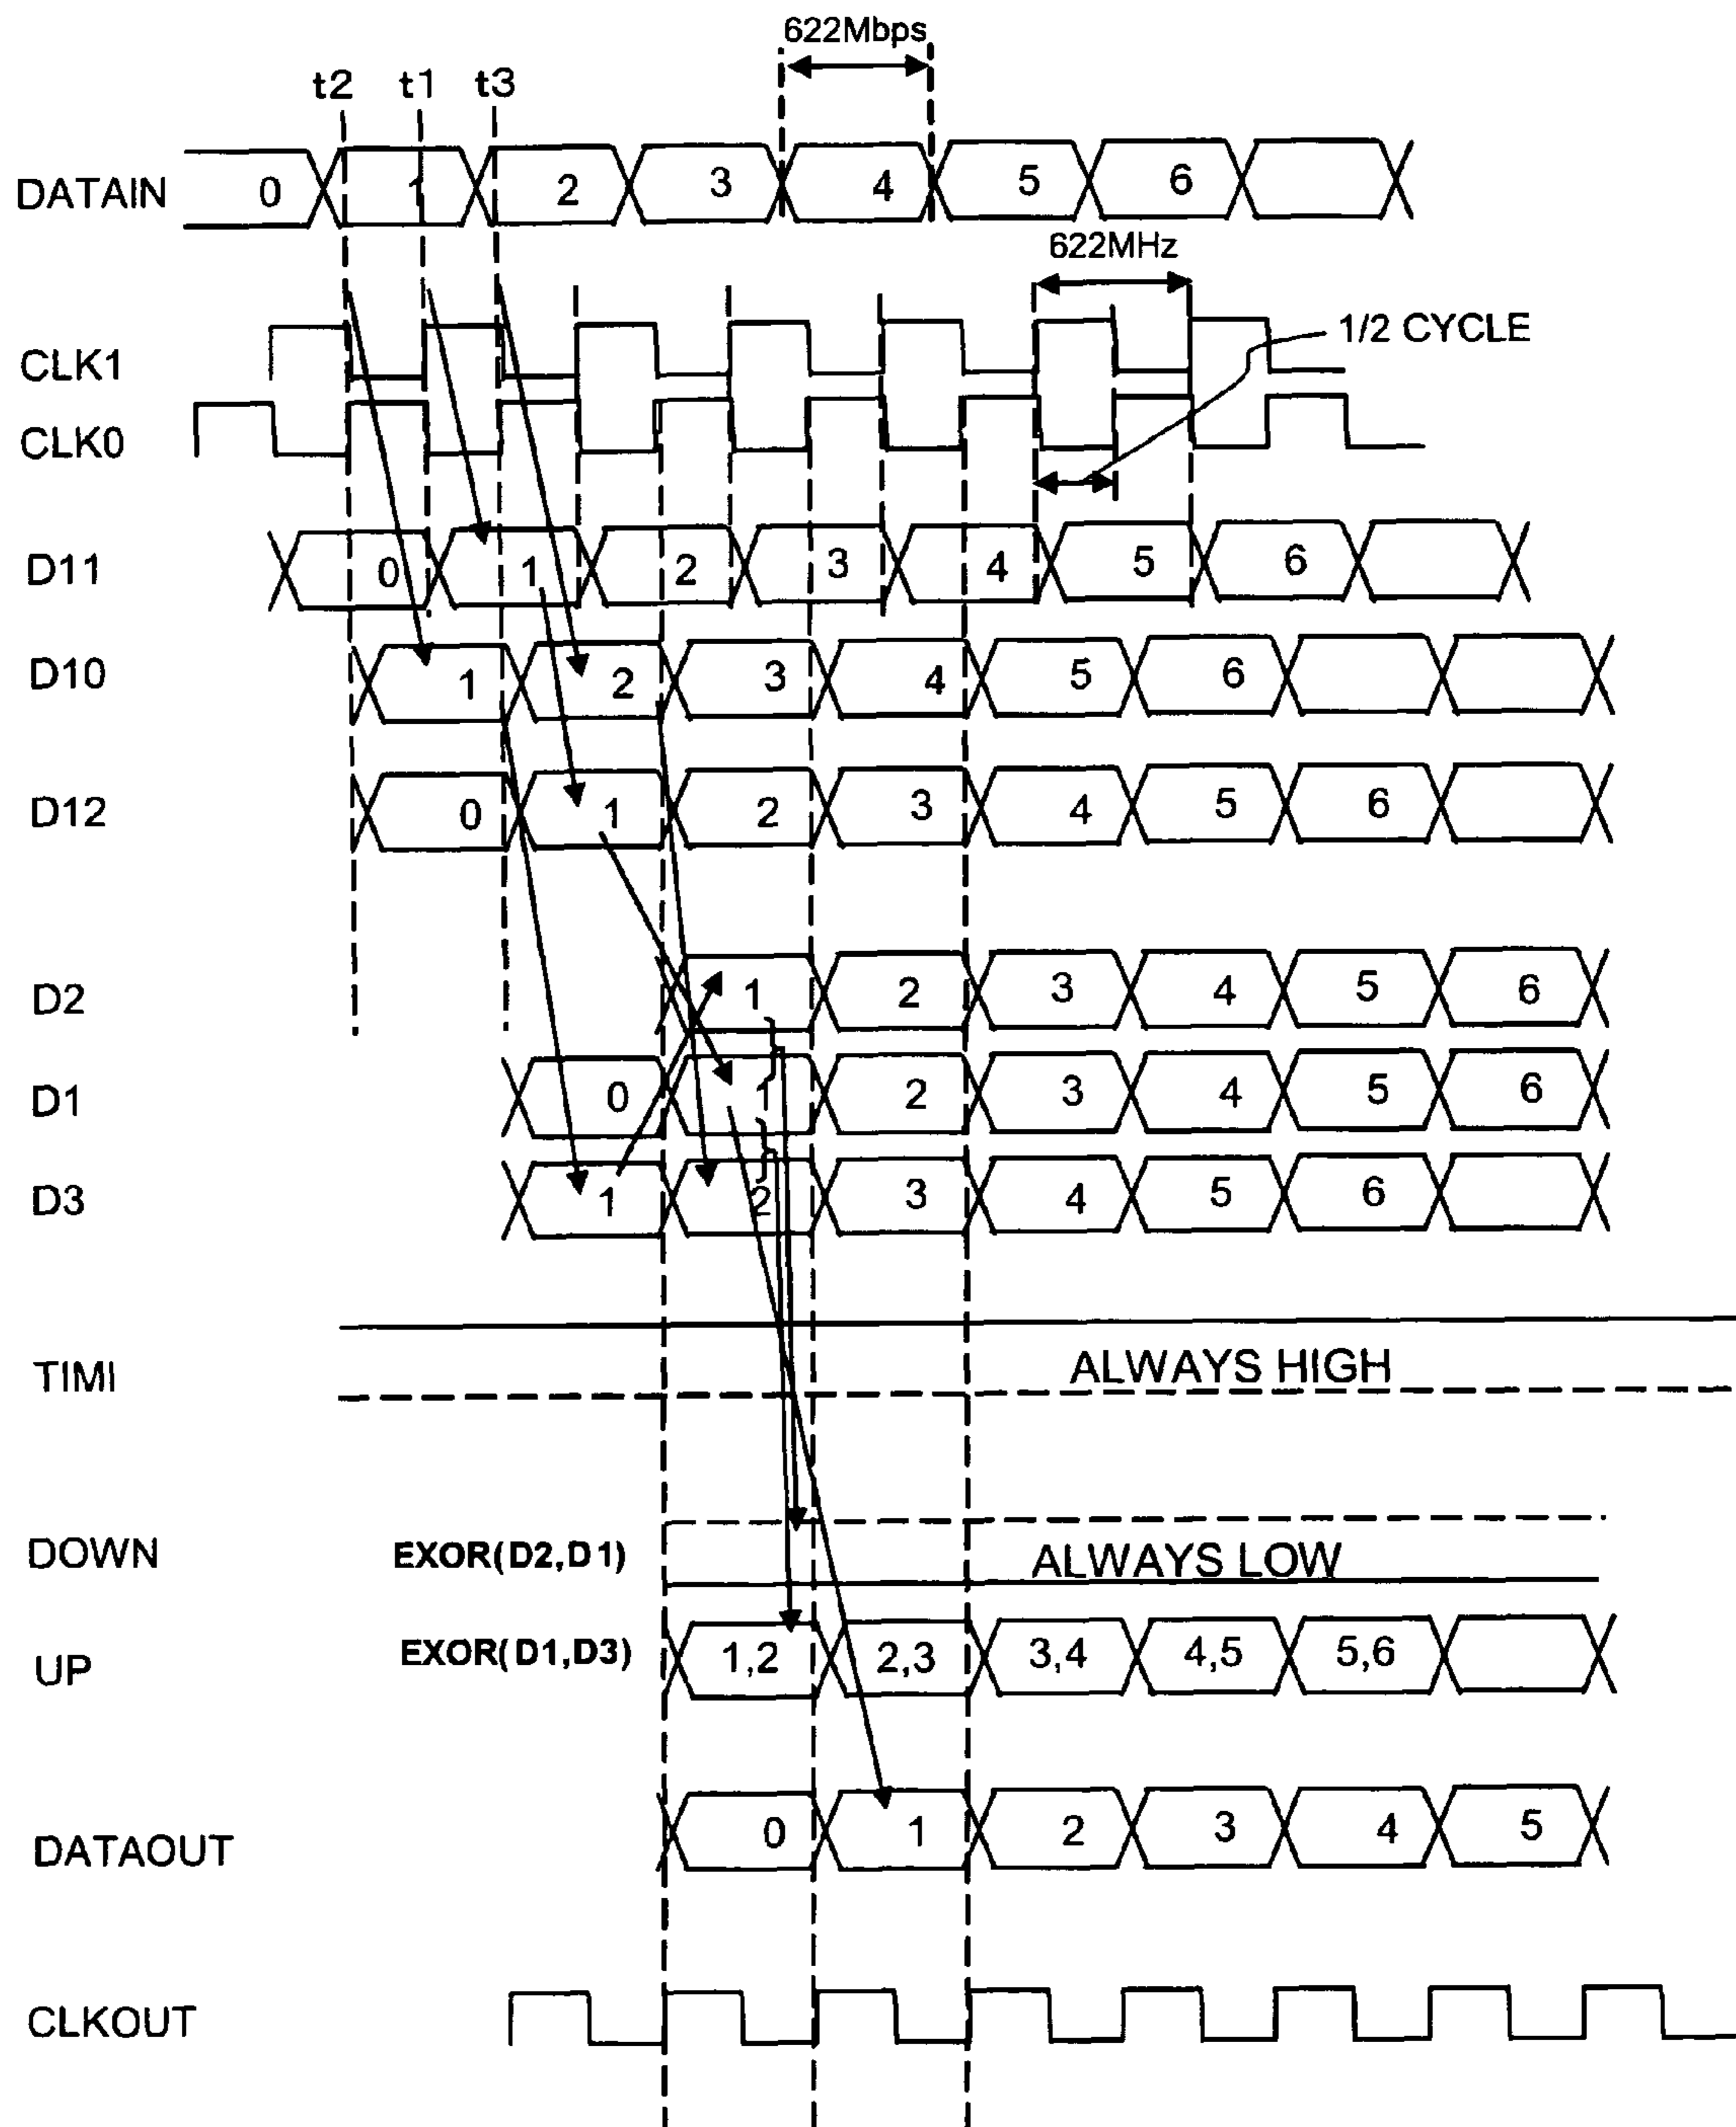 622Mbps
t2 t1 t3
DATAIN 0 1 2 3 4 5 6
622MHz
1/2 CYCLE
CLK1
CLK0
D11 0 1 2 3 4 5 6
D10 1 2 3 4 5 6
D12 0 1 2 3 4 5 6
D2 1 2 3 4 5 6
D1 0 1 2 3 4 5 6
D3 1 2 3 4 5 6
TIMI ALWAYS HIGH
DOWN EXOR(D2,D1) ALWAYS LOW
UP EXOR(D1,D3) 1,2 2,3 3,4 4,5 5,6
DATAOUT 0 1 2 3 4 5
CLKOUT